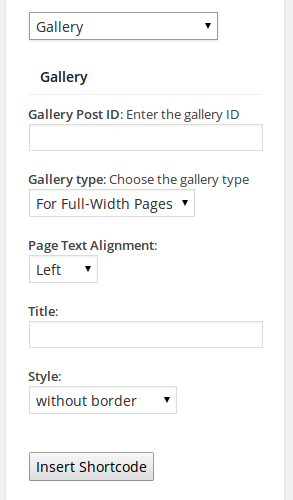 Gallery
Gallery
Gallery Post ID: Enter the gallery ID
Gallery type: Choose the gallery type
For Full-Width Pages
Page Text Alignment:
Left
Title:
Style:
without border
Insert Shortcode